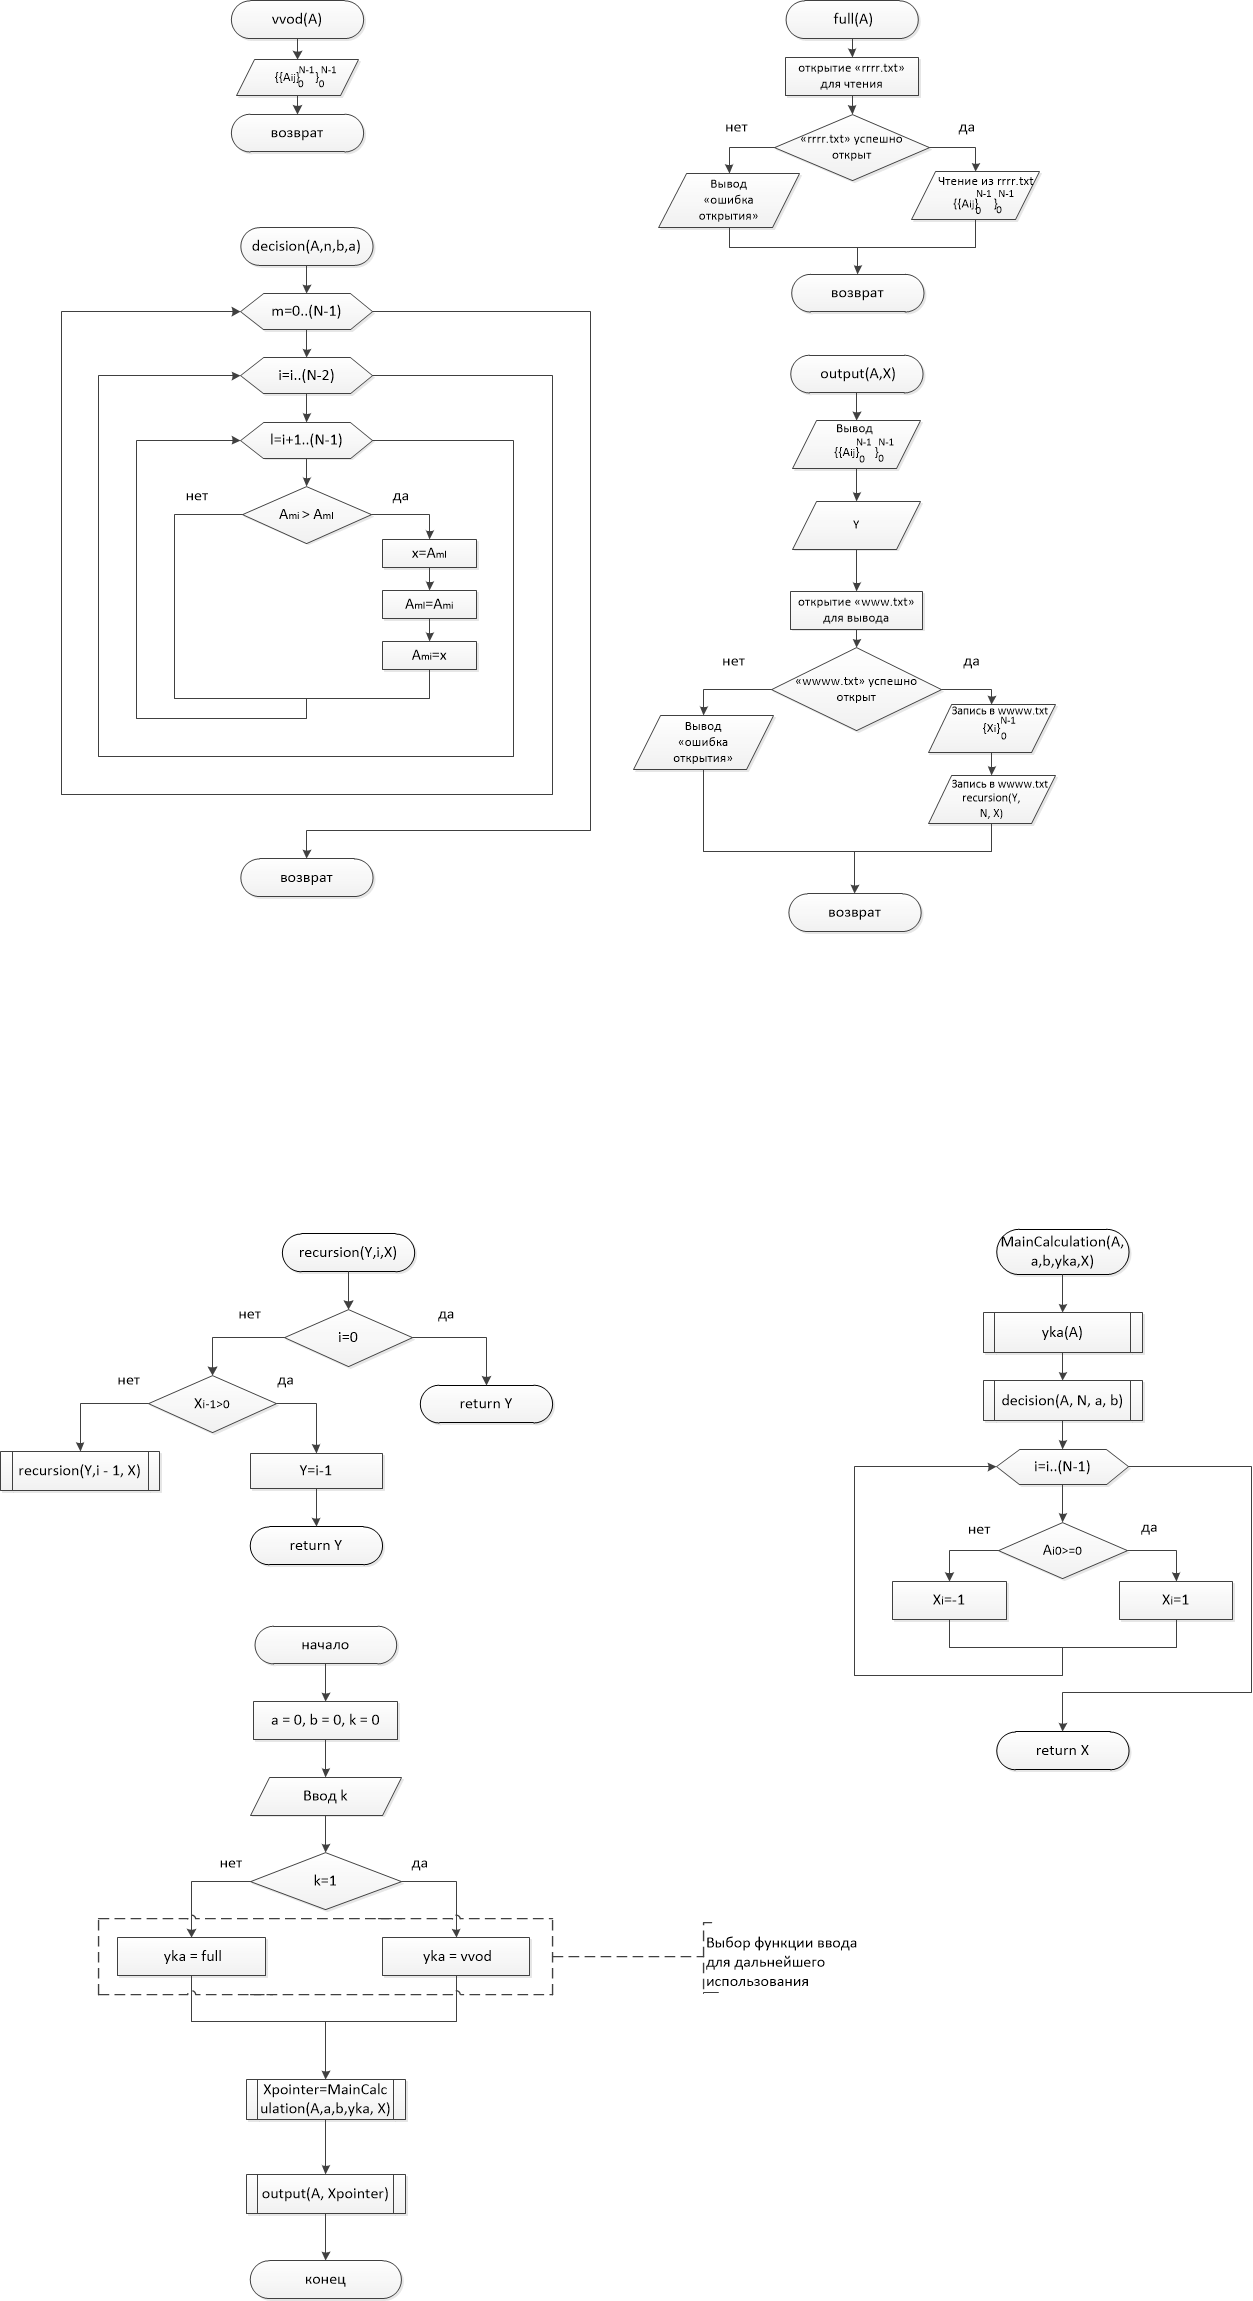 vvod(A)
{{Aij}0N-1}0N-1
возврат
full(A)
открытие «rrrr.txt»
для чтения
нет
да
«rrrr.txt» успешно
открыт
Вывод
«ошибка
открытия»
Чтение из rrrr.txt
{{Aij}0N-1}0N-1
возврат
decision(A,n,b,a)
m=0..(N-1)
i=i..(N-2)
l=i+1..(N-1)
нет
да
Ami > Aml
x=Aml
Aml=Ami
Ami=x
возврат
output(A,X)
Вывод
{{Aij}0N-1}0N-1
Y
открытие «www.txt»
для вывода
нет
да
«wwww.txt» успешно
открыт
Вывод
«ошибка
открытия»
Запись в wwww.txt
{Xi}0N-1
Запись в wwww.txt
recursion(Y,
N, X)
возврат
recursion(Y,i,X)
нет
да
i=0
нет
да
Xi-1>0
return Y
recursion(Y,i - 1, X)
Y=i-1
return Y
MainCalculation(A,
a,b,yka,X)
yka(A)
decision(A, N, a, b)
i=i..(N-1)
нет
да
Ai0>=0
Xi=-1
Xi=1
return X
начало
a = 0, b = 0, k = 0
Ввод k
нет
да
k=1
yka = full
yka = vvod
Выбор функции ввода
для дальнейшего
использования
Xpointer=MainCalc
ulation(A,a,b,yka, X)
output(A, Xpointer)
конец